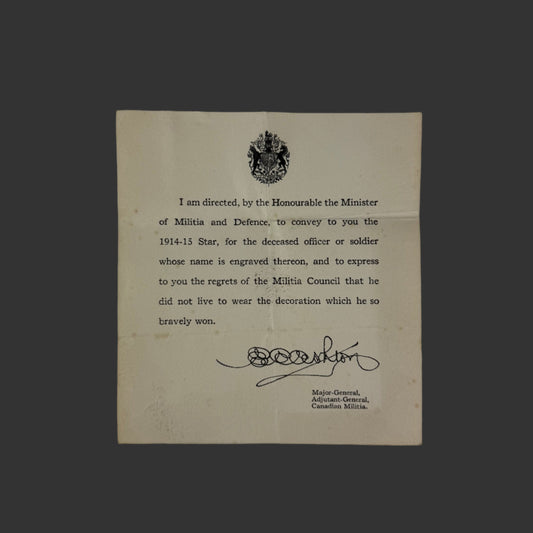 I am directed, by the Honourable the Minister
of Militia and Defence, to convey to you the
1914-15 Star, for the deceased officer or soldier
whose name is engraved thereon, and to express
to you the regrets of the Militia Council that he
did not live to wear the decoration which he so
bravely won.
Major-General,
Adjutant-General,
Canadian Militia.